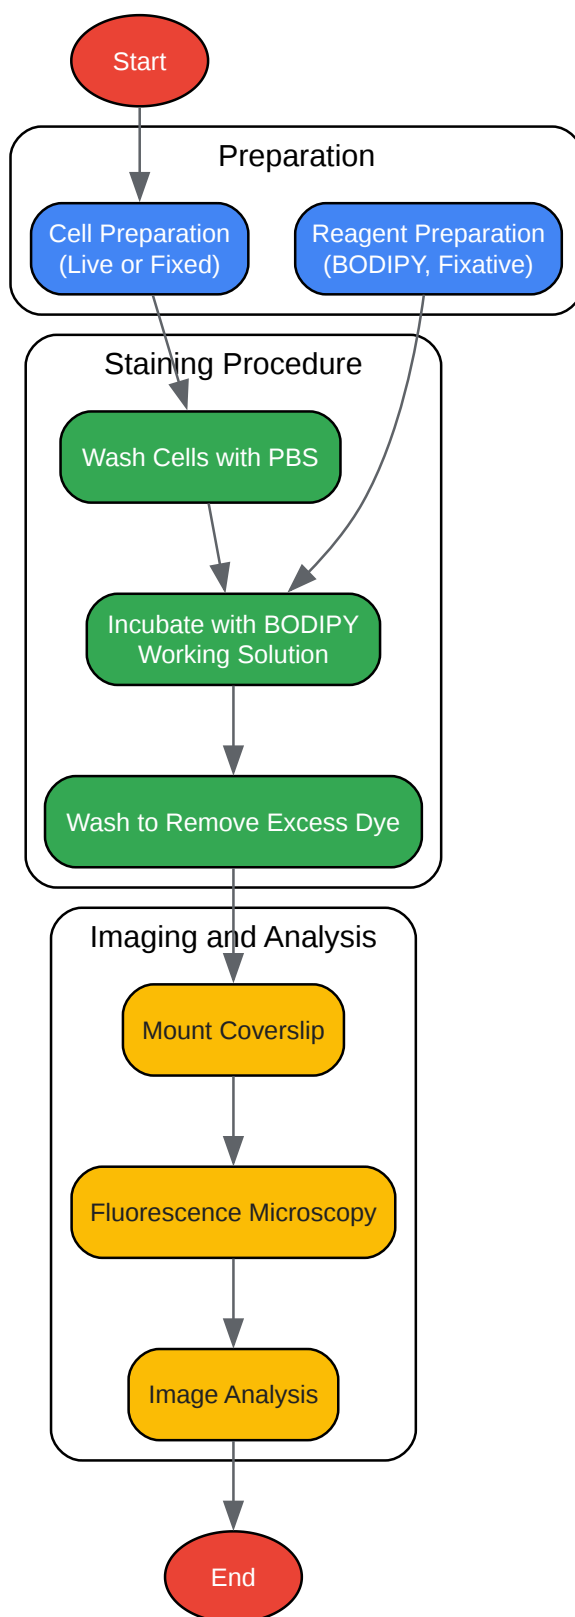 Start
Preparation
Cell Preparation
(Live or Fixed)
Reagent Preparation
(BODIPY, Fixative)
Staining Procedure
Wash Cells with PBS
Incubate with BODIPY
Working Solution
Wash to Remove Excess Dye
Imaging and Analysis
Mount Coverslip
Fluorescence Microscopy
Image Analysis
End